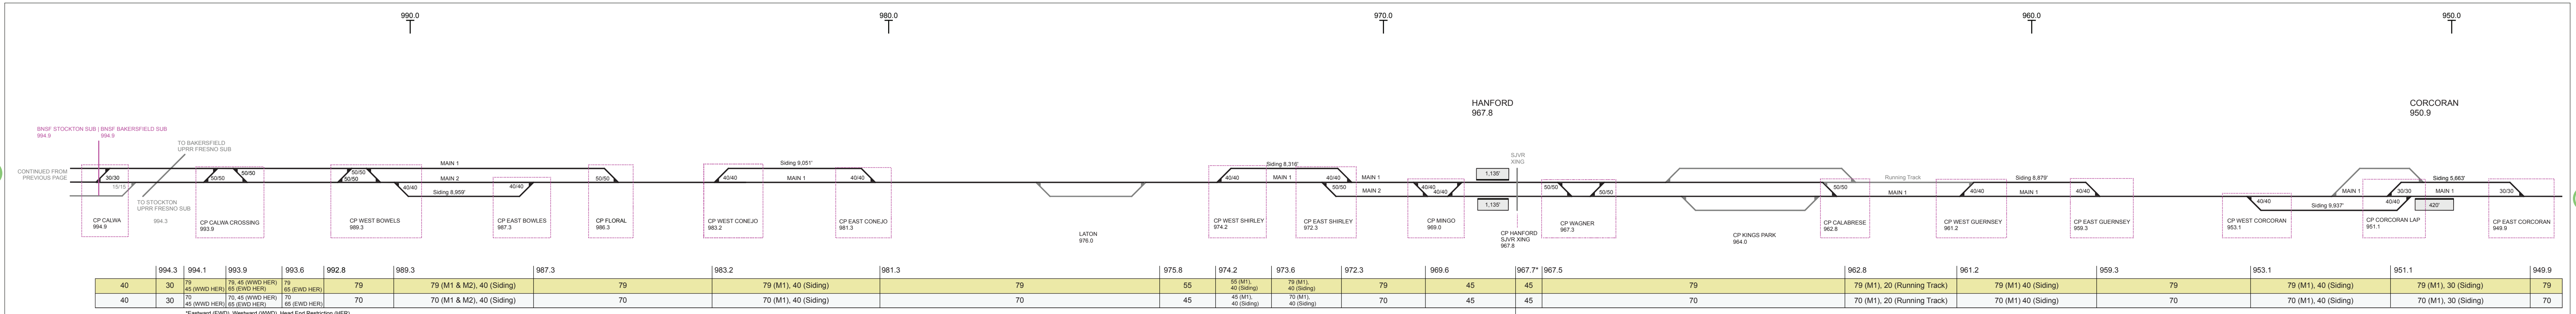 990.0
980.0
970.0
960.0
950.0
HANFORD
967.8
CORCORAN
950.9
BNSF STOCKTON SUB | BNSF BAKERSFIELD SUB
994.9
994.9
TO BAKERSFIELD
UPRR FRESNO SUB
CONTINUED FROM
PREVIOUS PAGE
TO STOCKTON
UPRR FRESNO SUB
994.3
30/30
15/15
50/50
50/50
50/50
50/50
MAIN 1
MAIN 2
40/40
Siding 8,959'
40/40
50/50
40/40
Siding 9,051'
MAIN 1
40/40
40/40
Siding 8,316'
MAIN 1
40/40
50/50
MAIN 1
MAIN 2
40/40
40/40
1,135'
1,135'
SJVR
XING
50/50
50/50
50/50
Running Track
MAIN 1
40/40
Siding 8,879'
MAIN 1
40/40
40/40
Siding 9,937'
MAIN 1
40/40
30/30
Siding 5,663'
MAIN 1
420'
30/30
CP CALWA
994.9
CP CALWA CROSSING
993.9
CP WEST BOWELS
989.3
CP EAST BOWLES
987.3
CP FLORAL
986.3
CP WEST CONEJO
983.2
CP EAST CONEJO
981.3
LATON
976.0
CP WEST SHIRLEY
974.2
CP EAST SHIRLEY
972.3
CP MINGO
969.0
CP HANFORD
SJVR XING
967.8
CP WAGNER
967.3
CP KINGS PARK
964.0
CP CALABRESE
962.8
CP WEST GUERNSEY
961.2
CP EAST GUERNSEY
959.3
CP WEST CORCORAN
953.1
CP CORCORAN LAP
951.1
CP EAST CORCORAN
949.9
994.3 994.1 993.9 993.6 992.8 989.3 987.3 983.2 981.3 975.8 974.2 973.6 972.3 969.6 967.7* 967.5 962.8 961.2 959.3 953.1 951.1 949.9
40 30 79 45 (WWD HER) 79, 45 (WWD HER) 65 (EWD HER) 79 65 (EWD HER) 79 79 (M1 & M2), 40 (Siding) 79 79 (M1), 40 (Siding) 79 55 55 (M1), 40 (Siding) 79 (M1), 40 (Siding) 79 45 45 79 79 (M1), 20 (Running Track) 79 (M1) 40 (Siding) 79 79 (M1), 40 (Siding) 79 (M1), 30 (Siding) 79
40 30 70 45 (WWD HER) 70, 45 (WWD HER) 65 (EWD HER) 70 65 (EWD HER) 70 70 (M1 & M2), 40 (Siding) 70 70 (M1), 40 (Siding) 70 45 45 (M1), 40 (Siding) 70 (M1), 40 (Siding) 70 45 45 70 70 (M1), 20 (Running Track) 70 (M1) 40 (Siding) 70 70 (M1), 40 (Siding) 70 (M1), 30 (Siding) 70
*Eastward (EWD), Westward (WWD), Head End Restriction (HER)